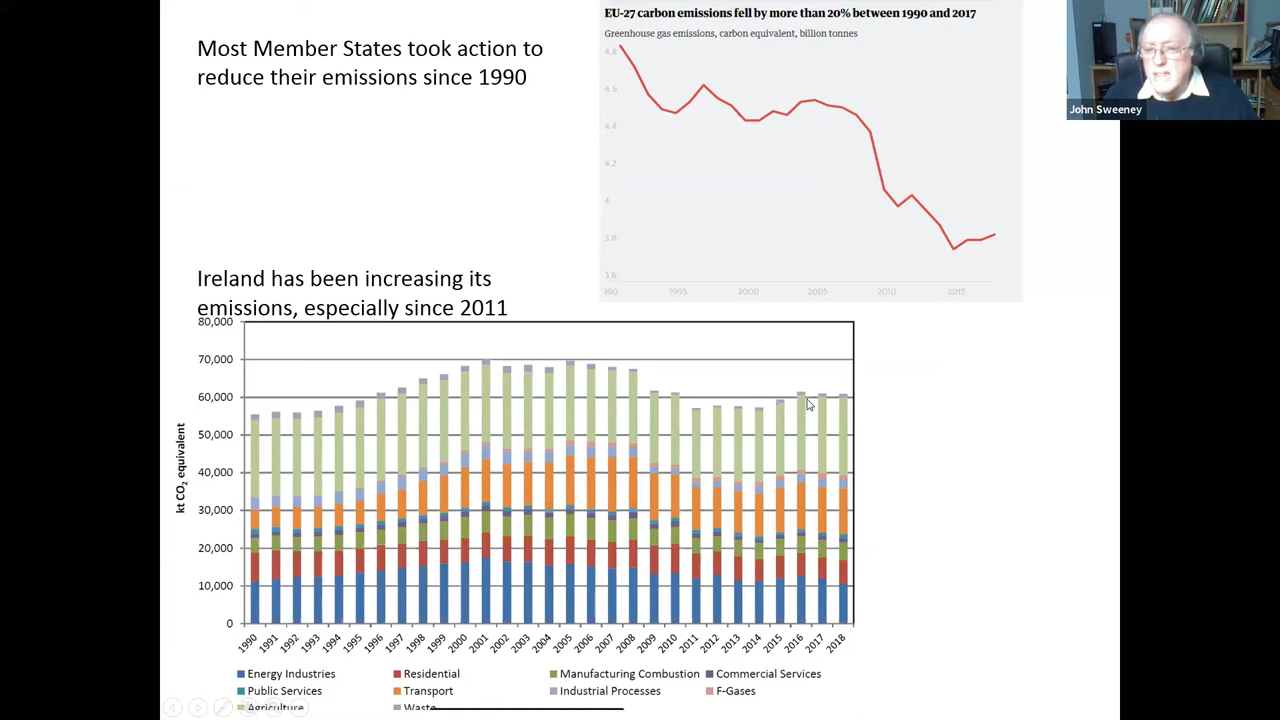 Most Member States took action to
reduce their emissions since 1990
EU-27 carbon emissions fell by more than 20% between 1990 and 2017
Greenhouse gas emissions, carbon equivalent, billion tonnes
4.6
4.4
4.2
4
3.8
3.6
1995
2000
2005
2010
2015
John Sweeney
Ireland has been increasing its
emissions, especially since 2011
80,000
70,000
60,000
50,000
40,000
30,000
20,000
10,000
0
kt CO2 equivalent
1990 1991 1992 1993 1994 1995 1996 1997 1998 1999 2000 2001 2002 2003 2004 2005 2006 2007 2008 2009 2010 2011 2012 2013 2014 2015 2016 2017 2018
Energy Industries Residential Manufacturing Combustion Commercial Services
Public Services Transport Industrial Processes F-Gases
Agriculture Waste